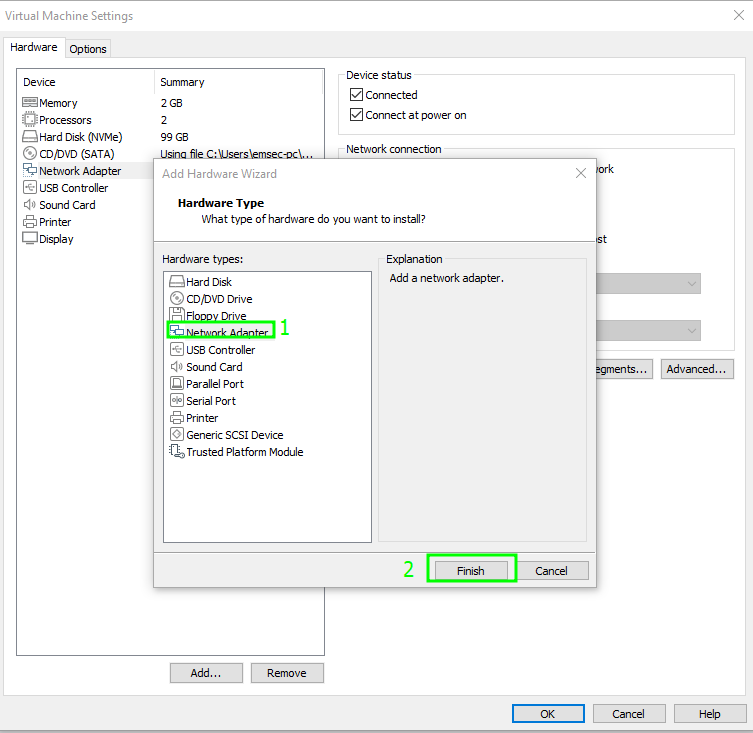 Virtual Machine Settings
Hardware Options
Device Summary
Memory 2 GB
Processors 2
Hard Disk (NVMe) 99 GB
CD/DVD (SATA) Using file C:\Users\emsec-pc\...
Network Adapter
USB Controller
Sound Card
Printer
Display
Device status
Connected
Connect at power on
Network connection
Add Hardware Wizard
Hardware Type
What type of hardware do you want to install?
Hardware types:
Hard Disk
CD/DVD Drive
Floppy Drive
Network Adapter 1
USB Controller
Sound Card
Parallel Port
Serial Port
Printer
Generic SCSI Device
Trusted Platform Module
Explanation
Add a network adapter.
2 Finish Cancel
egments... Advanced...
Add... Remove
OK Cancel Help